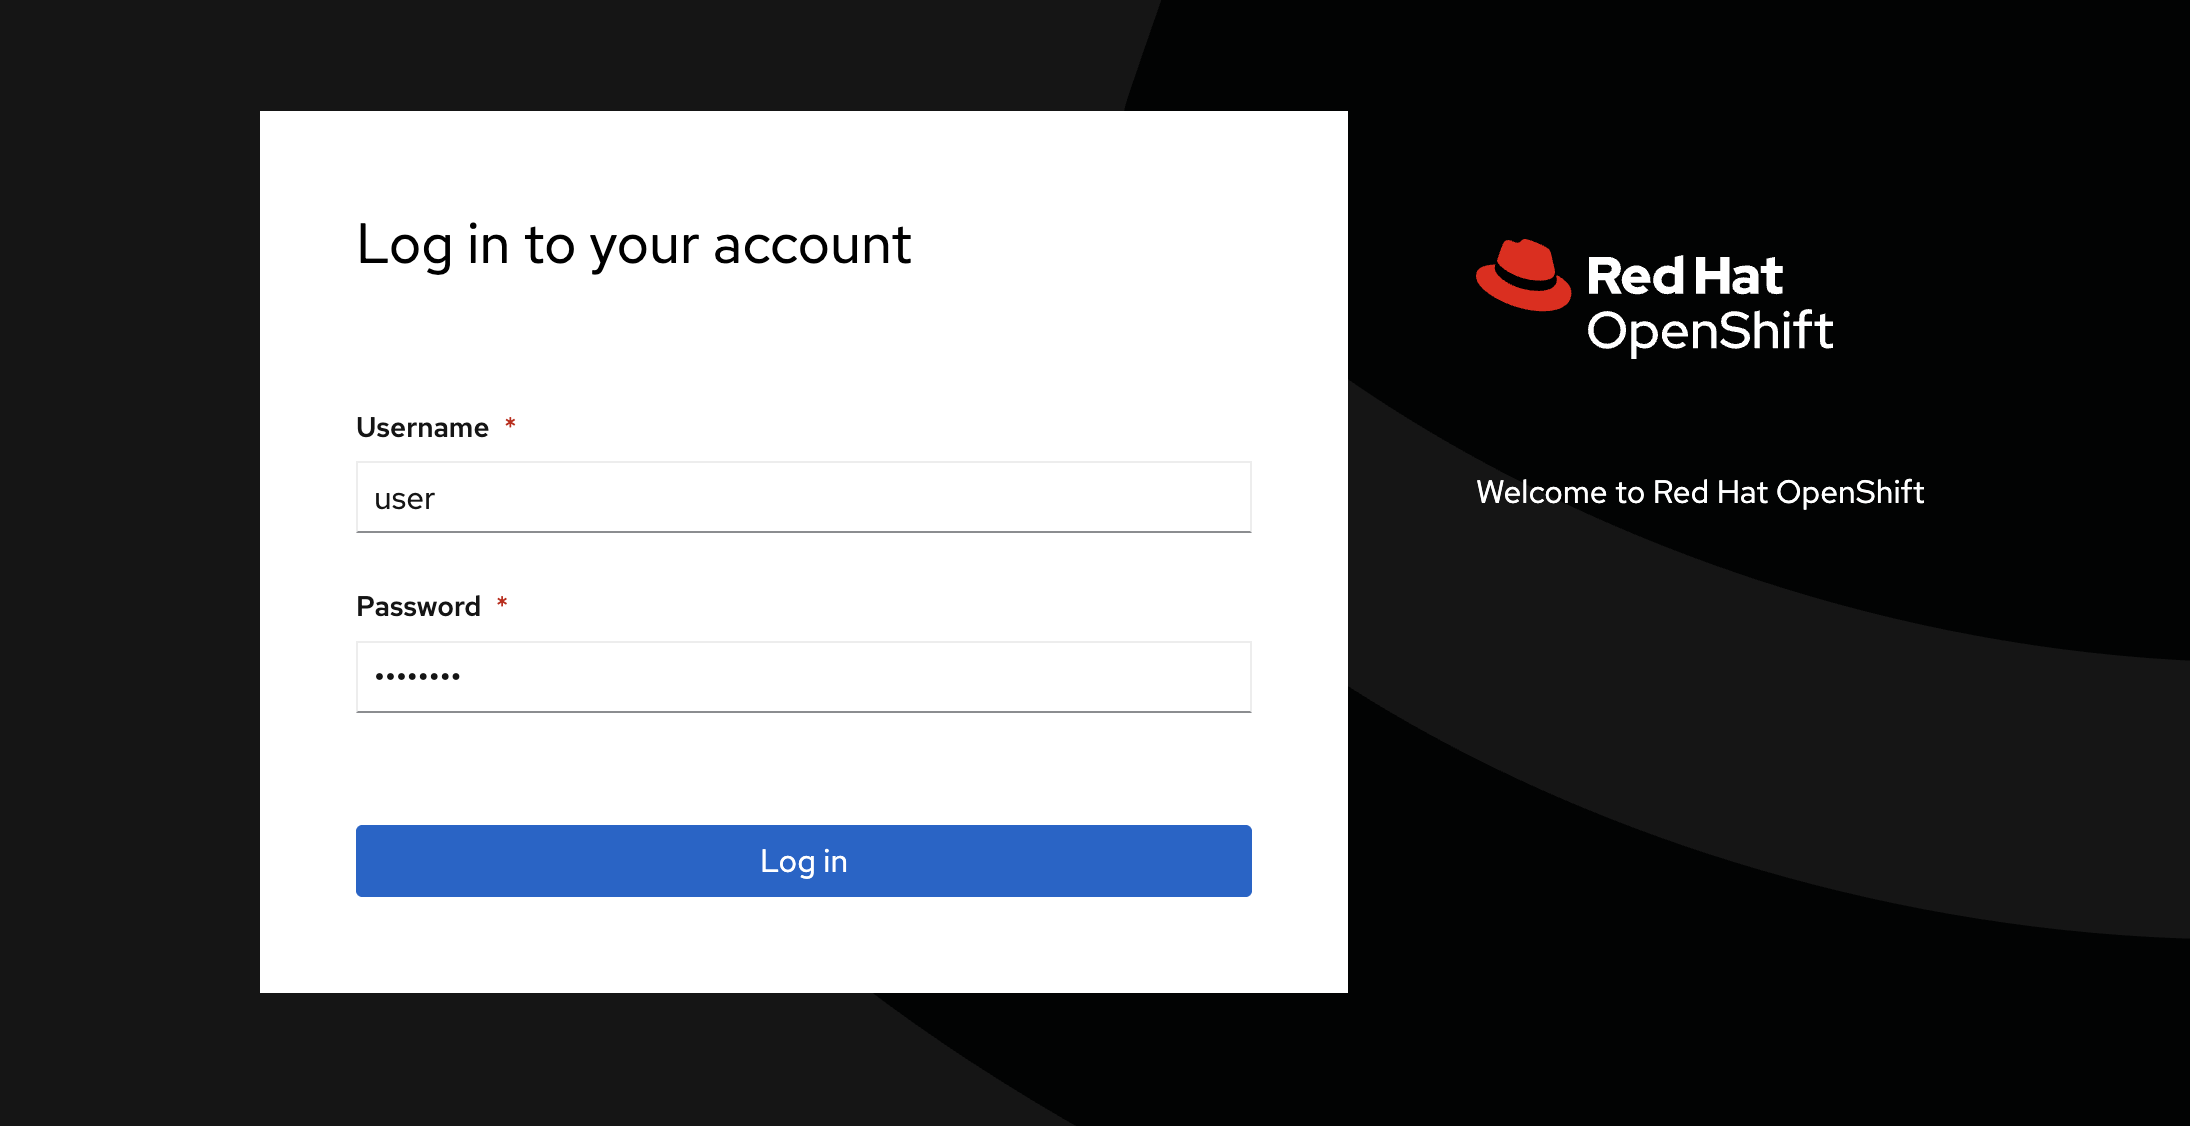 Log in to your account
Username *
user
Password *
••••••••
Log in
Red Hat
OpenShift
Welcome to Red Hat OpenShift